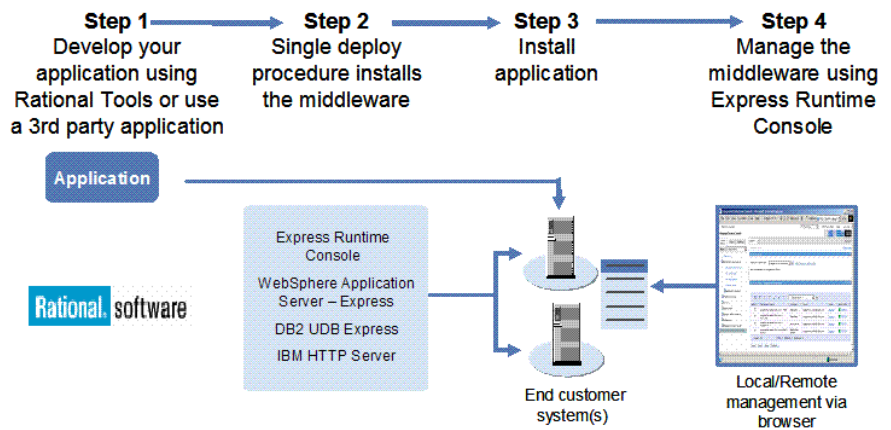 Step 1
Develop your
application using
Rational Tools or use
a 3rd party application
Step 2
Single deploy
procedure installs
the middleware
Step 3
Install
application
Step 4
Manage the
middleware using
Express Runtime
Console
Application
Express Runtime
Console
WebSphere Application
Server – Express
DB2 UDB Express
IBM HTTP Server
Rational. software
End customer
system(s)
Local/Remote
management via
browser